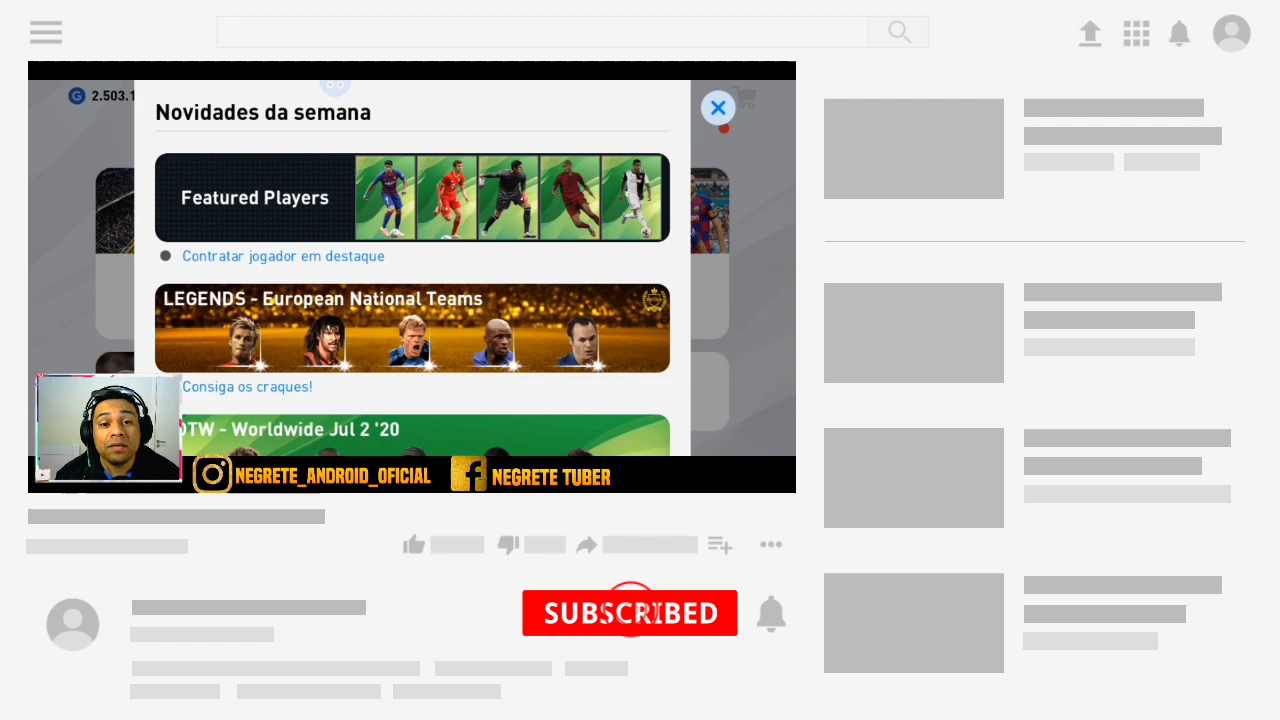 2.503.1
Novidades da semana
Featured Players
Contratar jogador em destaque
LEGENDS - European National Teams
Consiga os craques!
OTW - Worldwide Jul 2 '20
NEGRETE_ANDROID_OFICIAL
NEGRETE TUBER
SUBSCRIBED